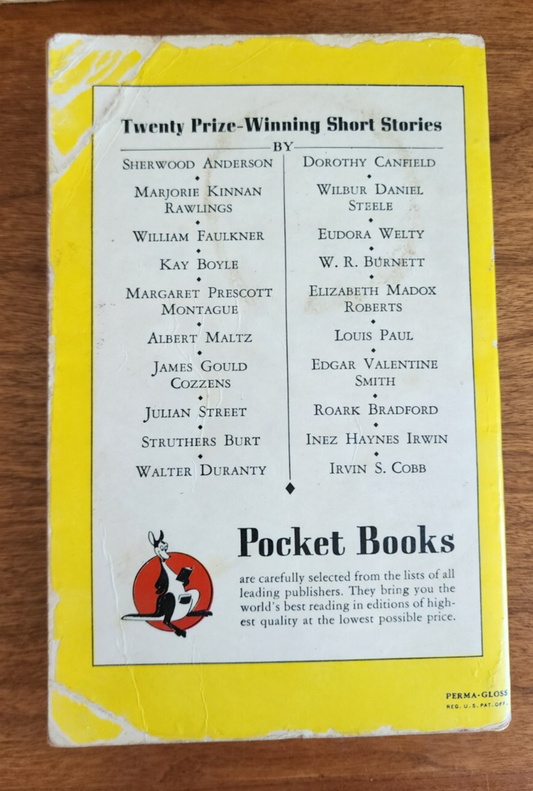 Twenty Prize-Winning Short Stories
BY
SHERWOOD ANDERSON
MARJORIE KINNAN
RAWLINGS
WILLIAM FAULKNER
KAY BOYLE
MARGARET PRESCOTT
MONTAGUE
ALBERT MALTZ
JAMES GOULD
COZZENS
JULIAN STREET
STRUTHERS BURT
WALTER DURANTY
DOROTHY CANFIELD
WILBUR DANIEL
STEELE
EUDORA WELTY
W. R. BURNETT
ELIZABETH MADOX
ROBERTS
LOUIS PAUL
EDGAR VALENTINE
SMITH
ROARK BRADFORD
INEZ HAYNES IRWIN
IRVIN S. COBB
Pocket Books
are carefully selected from the lists of all
leading publishers. They bring you the
world's best reading in editions of high-
est quality at the lowest possible price.
PERMA-GLOSS
REG. U.S. PAT. OFF.